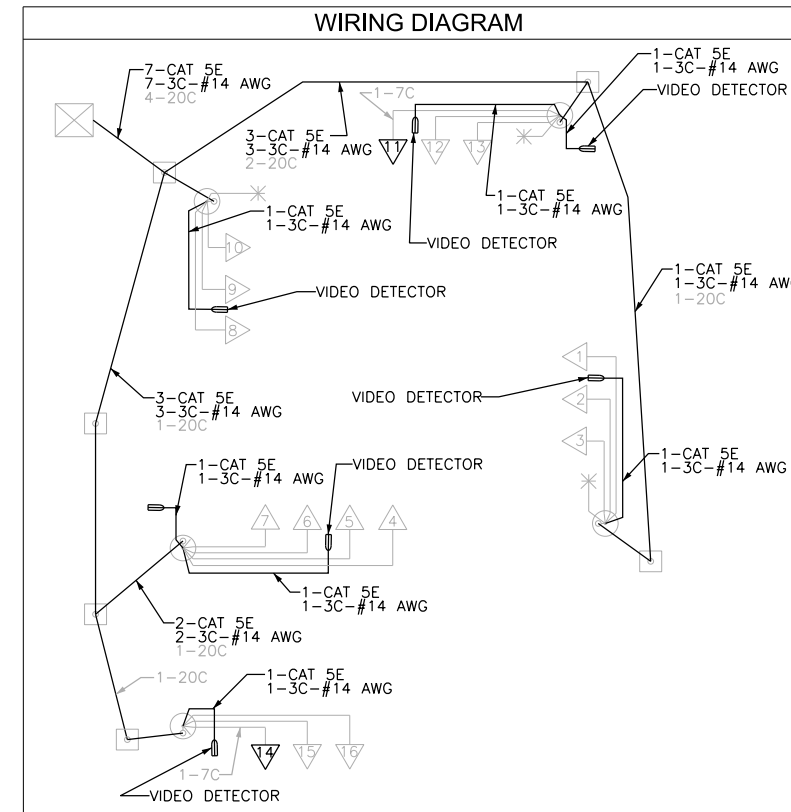 WIRING DIAGRAM
7-CAT 5E
7-3C-#14 AWG
4-20C
1-7C
1-CAT 5E
1-3C-#14 AWG
VIDEO DETECTOR
3-CAT 5E
3-3C-#14 AWG
2-20C
11
12
13
1-CAT 5E
1-3C-#14 AWG
1-CAT 5E
1-3C-#14 AWG
VIDEO DETECTOR
10
9
8
VIDEO DETECTOR
1-CAT 5E
1-3C-#14 AW
1-20C
1
2
3
VIDEO DETECTOR
3-CAT 5E
3-3C-#14 AWG
1-20C
1-CAT 5E
1-3C-#14 AWG
1-CAT 5E
1-3C-#14 AWG
VIDEO DETECTOR
7
6
5
4
1-CAT 5E
1-3C-#14 AWG
2-CAT 5E
2-3C-#14 AWG
1-20C
1-20C
1-CAT 5E
1-3C-#14 AWG
14
15
16
1-7C
VIDEO DETECTOR